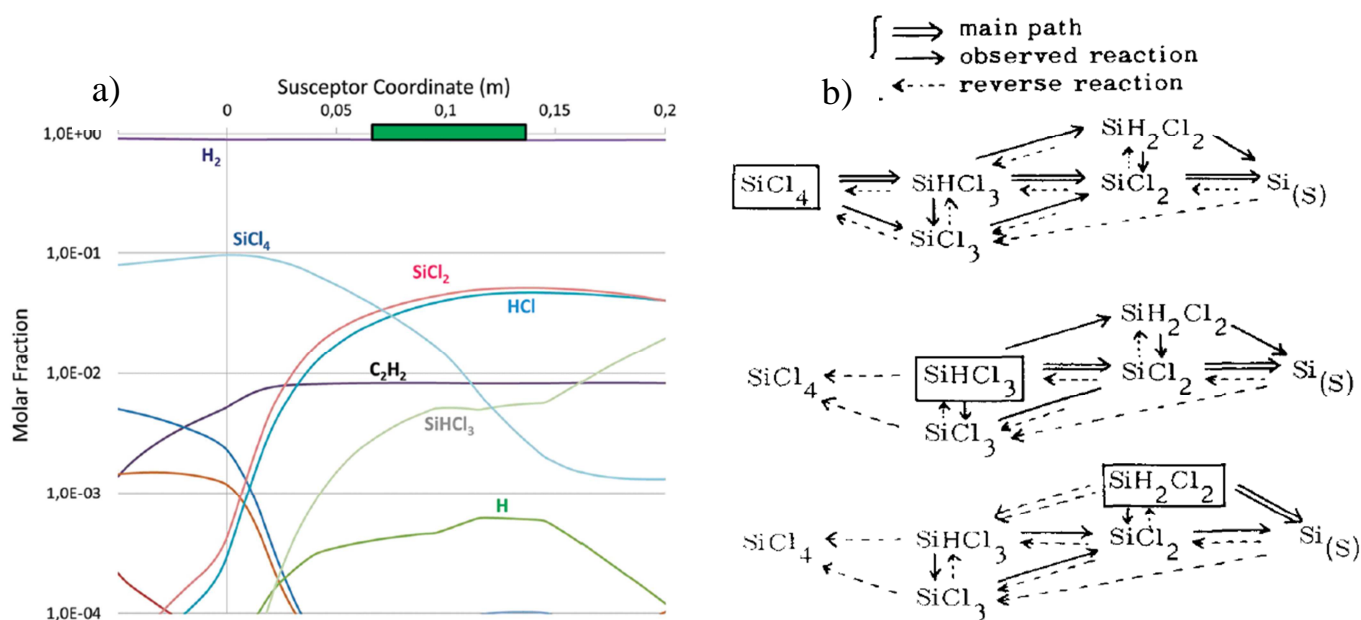 a)
Susceptor Coordinate (m)
0 0,05 0,1 0,15 0,2
Molar Fraction
1,0E+00
1,0E-01
1,0E-02
1,0E-03
1,0E-04
H₂
SiCl₄
SiCl₂
HCl
C₂H₂
SiHCl₃
H
b)
main path
observed reaction
reverse reaction
SiH₂Cl₂
SiCl₄ SiHCl₃ SiCl₂ Si(S)
SiCl₃
SiH₂Cl₂
SiCl₄ SiHCl₃ SiCl₂ Si(S)
SiCl₃
SiH₂Cl₂
SiCl₄ SiHCl₃ SiCl₂ Si(S)
SiCl₃